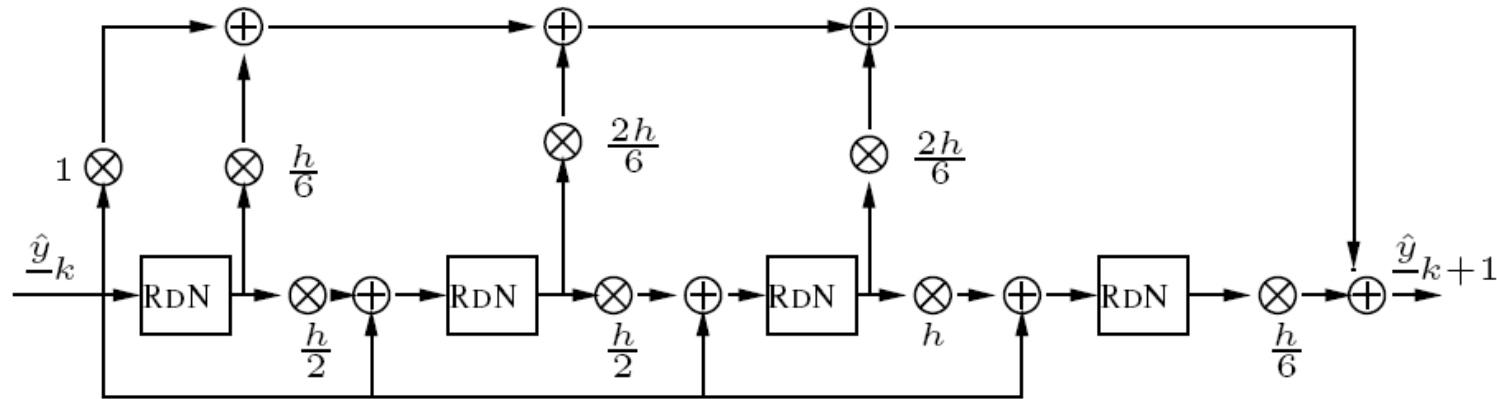 1 h/6 2h/6 2h/6
ŷ_k RDN RDN RDN RDN ŷ_k+1
h/2 h/2 h h/6